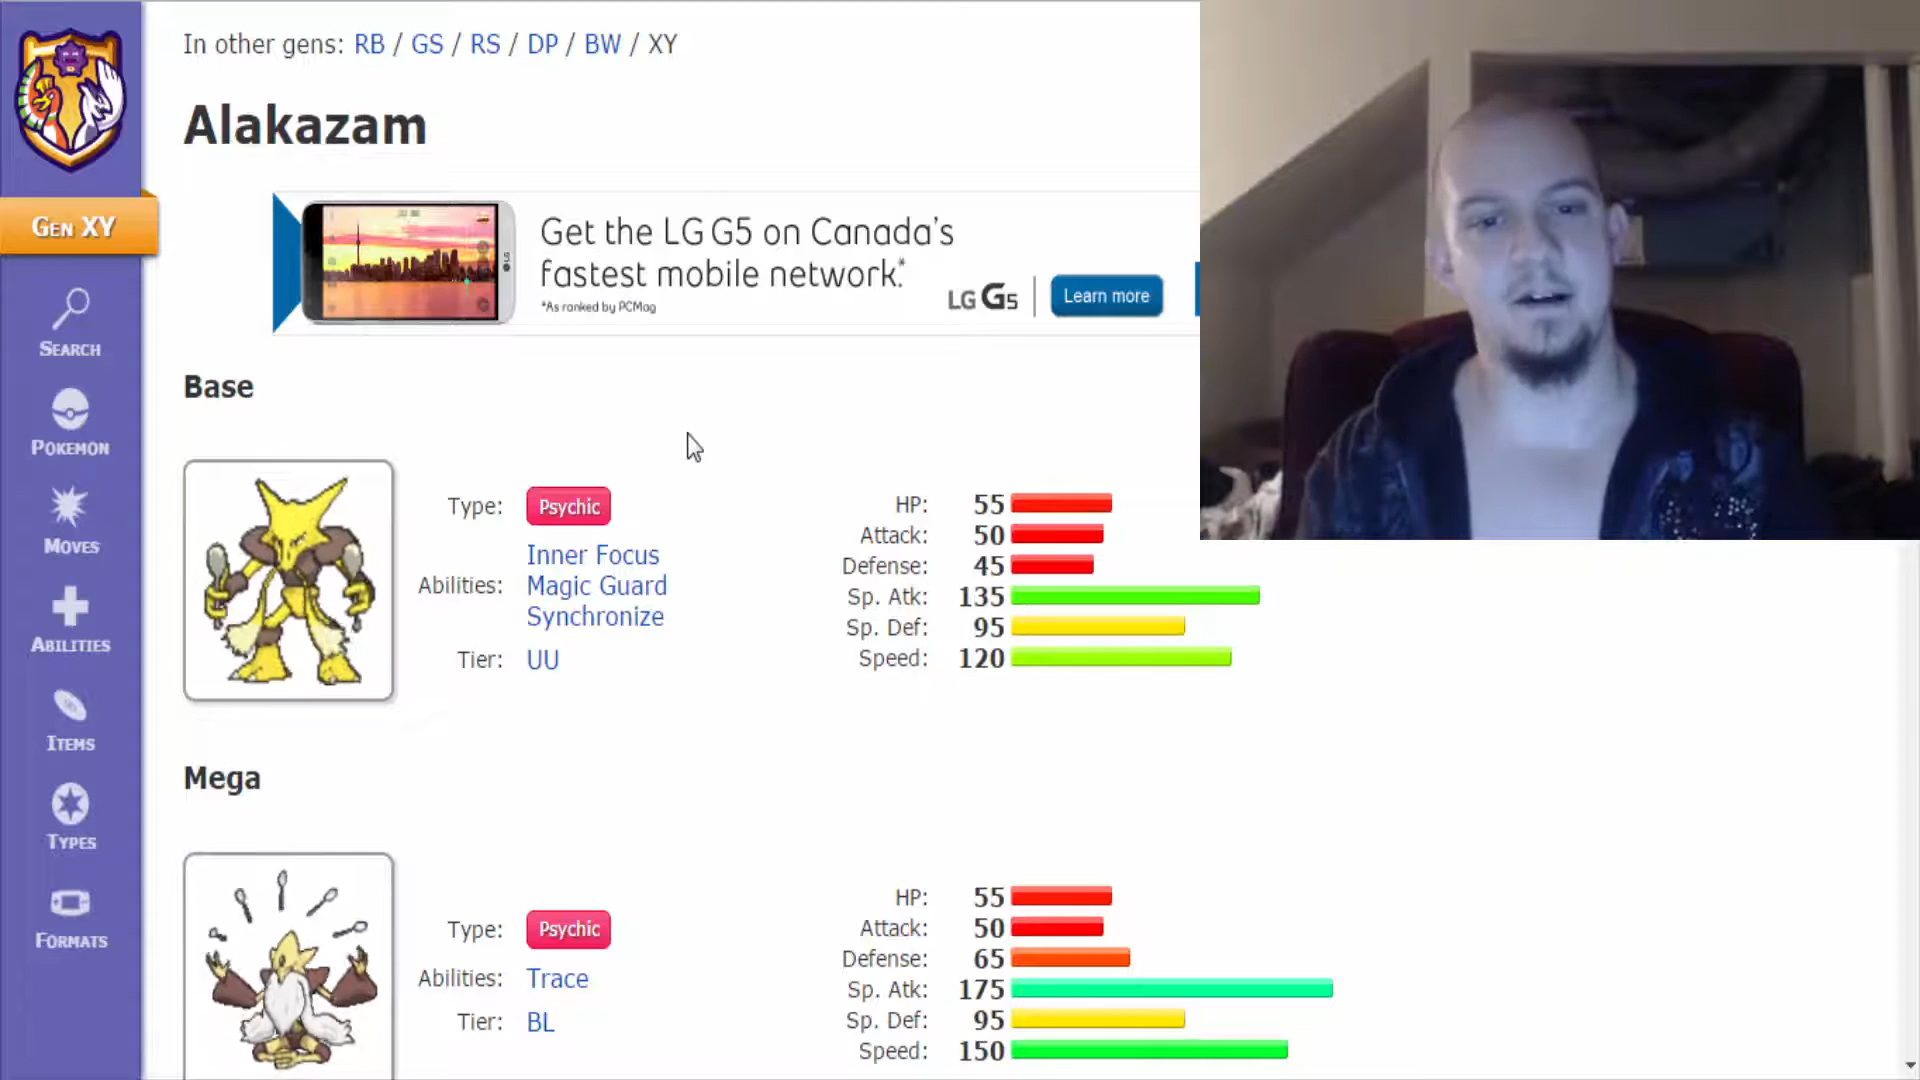 In other gens: RB / GS / RS / DP / BW / XY
Alakazam
GEN XY
Get the LG G5 on Canada's
fastest mobile network.*
*As ranked by PCMag
LG G5
Learn more
SEARCH
POKEMON
MOVES
ABILITIES
ITEMS
TYPES
FORMATS
Base
Type: Psychic
Abilities: Inner Focus
Magic Guard
Synchronize
Tier: UU
HP: 55
Attack: 50
Defense: 45
Sp. Atk: 135
Sp. Def: 95
Speed: 120
Mega
Type: Psychic
Abilities: Trace
Tier: BL
HP: 55
Attack: 50
Defense: 65
Sp. Atk: 175
Sp. Def: 95
Speed: 150